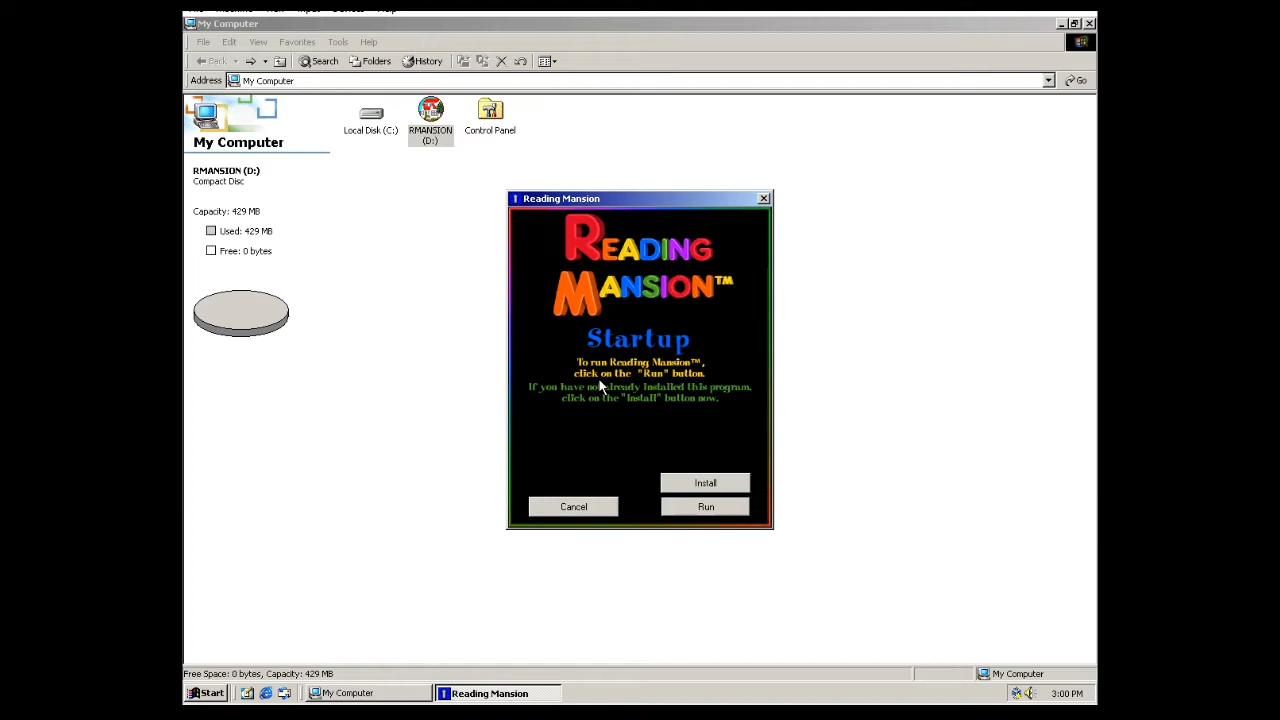 My Computer
File Edit View Favorites Tools Help
Back Search Folders History
Address My Computer Go
My Computer
Local Disk (C:)
RMANSION
(D:)
Control Panel
RMANSION (D:)
Compact Disc
Capacity: 429 MB
Used: 429 MB
Free: 0 bytes
Reading Mansion
READING
MANSION™
Startup
To run Reading Mansion™,
click on the "Run" button.
If you have not already installed this program,
click on the "Install" button now.
Install
Cancel
Run
Free Space: 0 bytes, Capacity: 429 MB
My Computer
Start My Computer Reading Mansion 3:00 PM